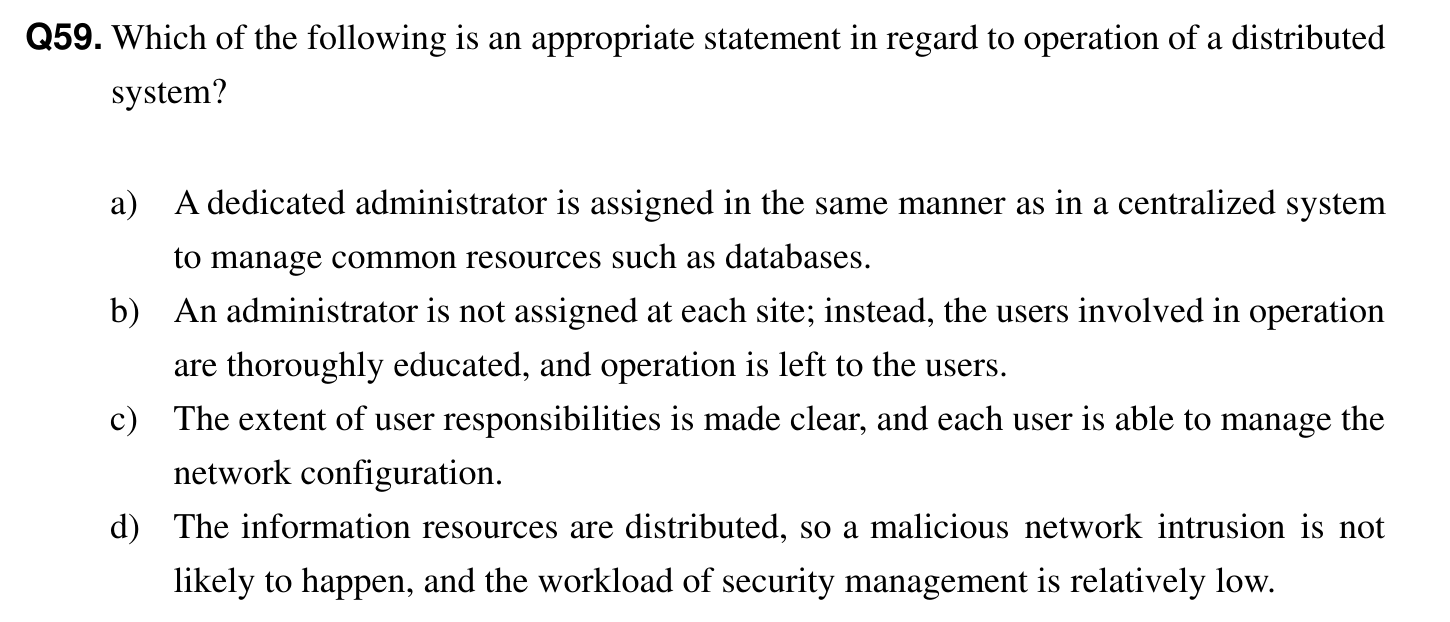 Q59. Which of the following is an appropriate statement in regard to operation of a distributed
system?
a) A dedicated administrator is assigned in the same manner as in a centralized system
to manage common resources such as databases.
b) An administrator is not assigned at each site; instead, the users involved in operation
are thoroughly educated, and operation is left to the users.
c) The extent of user responsibilities is made clear, and each user is able to manage the
network configuration.
d) The information resources are distributed, so a malicious network intrusion is not
likely to happen, and the workload of security management is relatively low.